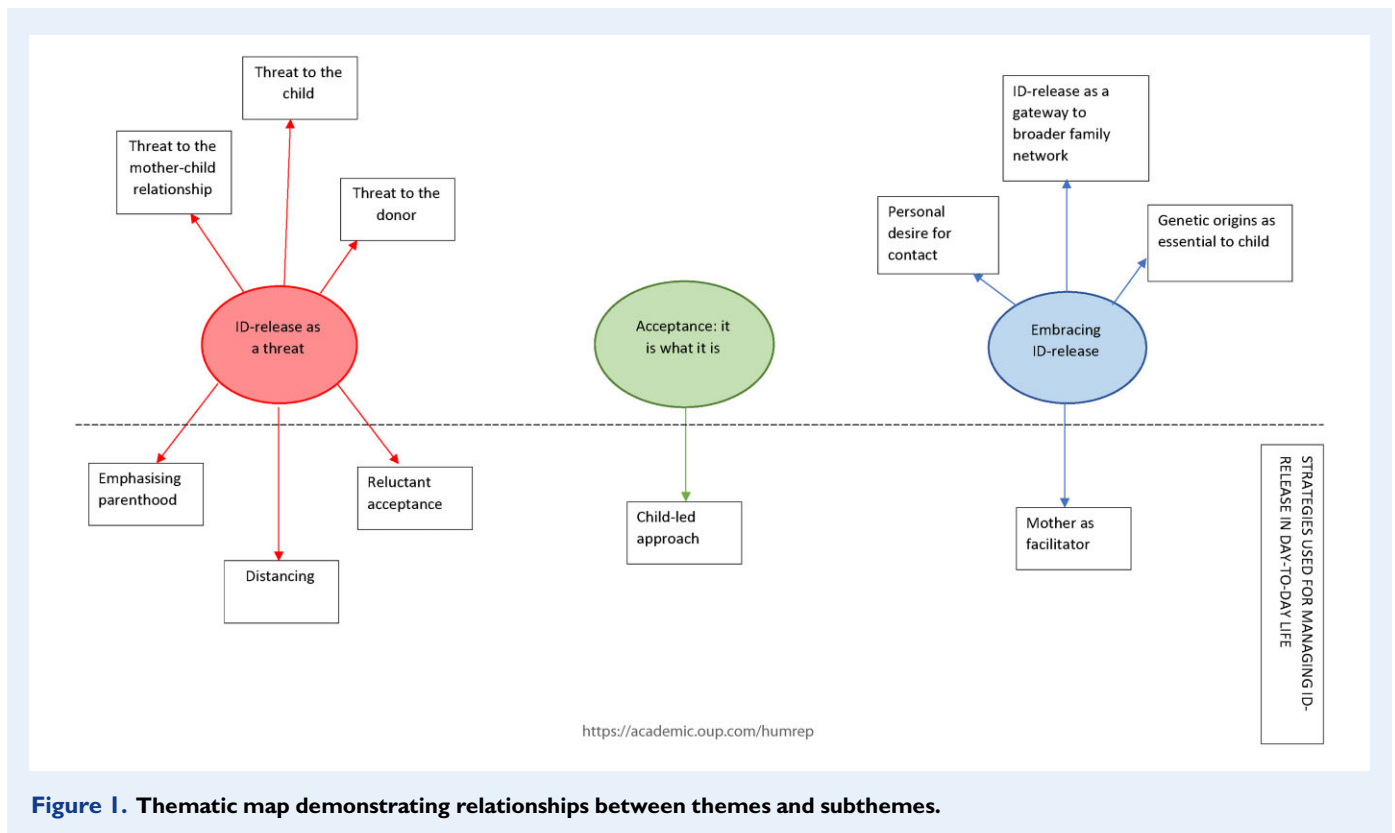 Threat to the
child
Threat to the
mother-child
relationship
Threat to the
donor
ID-release as
a threat
Emphasising
parenthood
Distancing
Reluctant
acceptance
Acceptance: it
is what it is
Child-led
approach
ID-release as a
gateway to
broader family
network
Personal
desire for
contact
Genetic origins as
essential to child
Embracing
ID-release
Mother as
facilitator
STRATEGIES USED FOR MANAGING ID-
RELEASE IN DAY-TO-DAY LIFE
https://academic.oup.com/humrep
Figure 1. Thematic map demonstrating relationships between themes and subthemes.